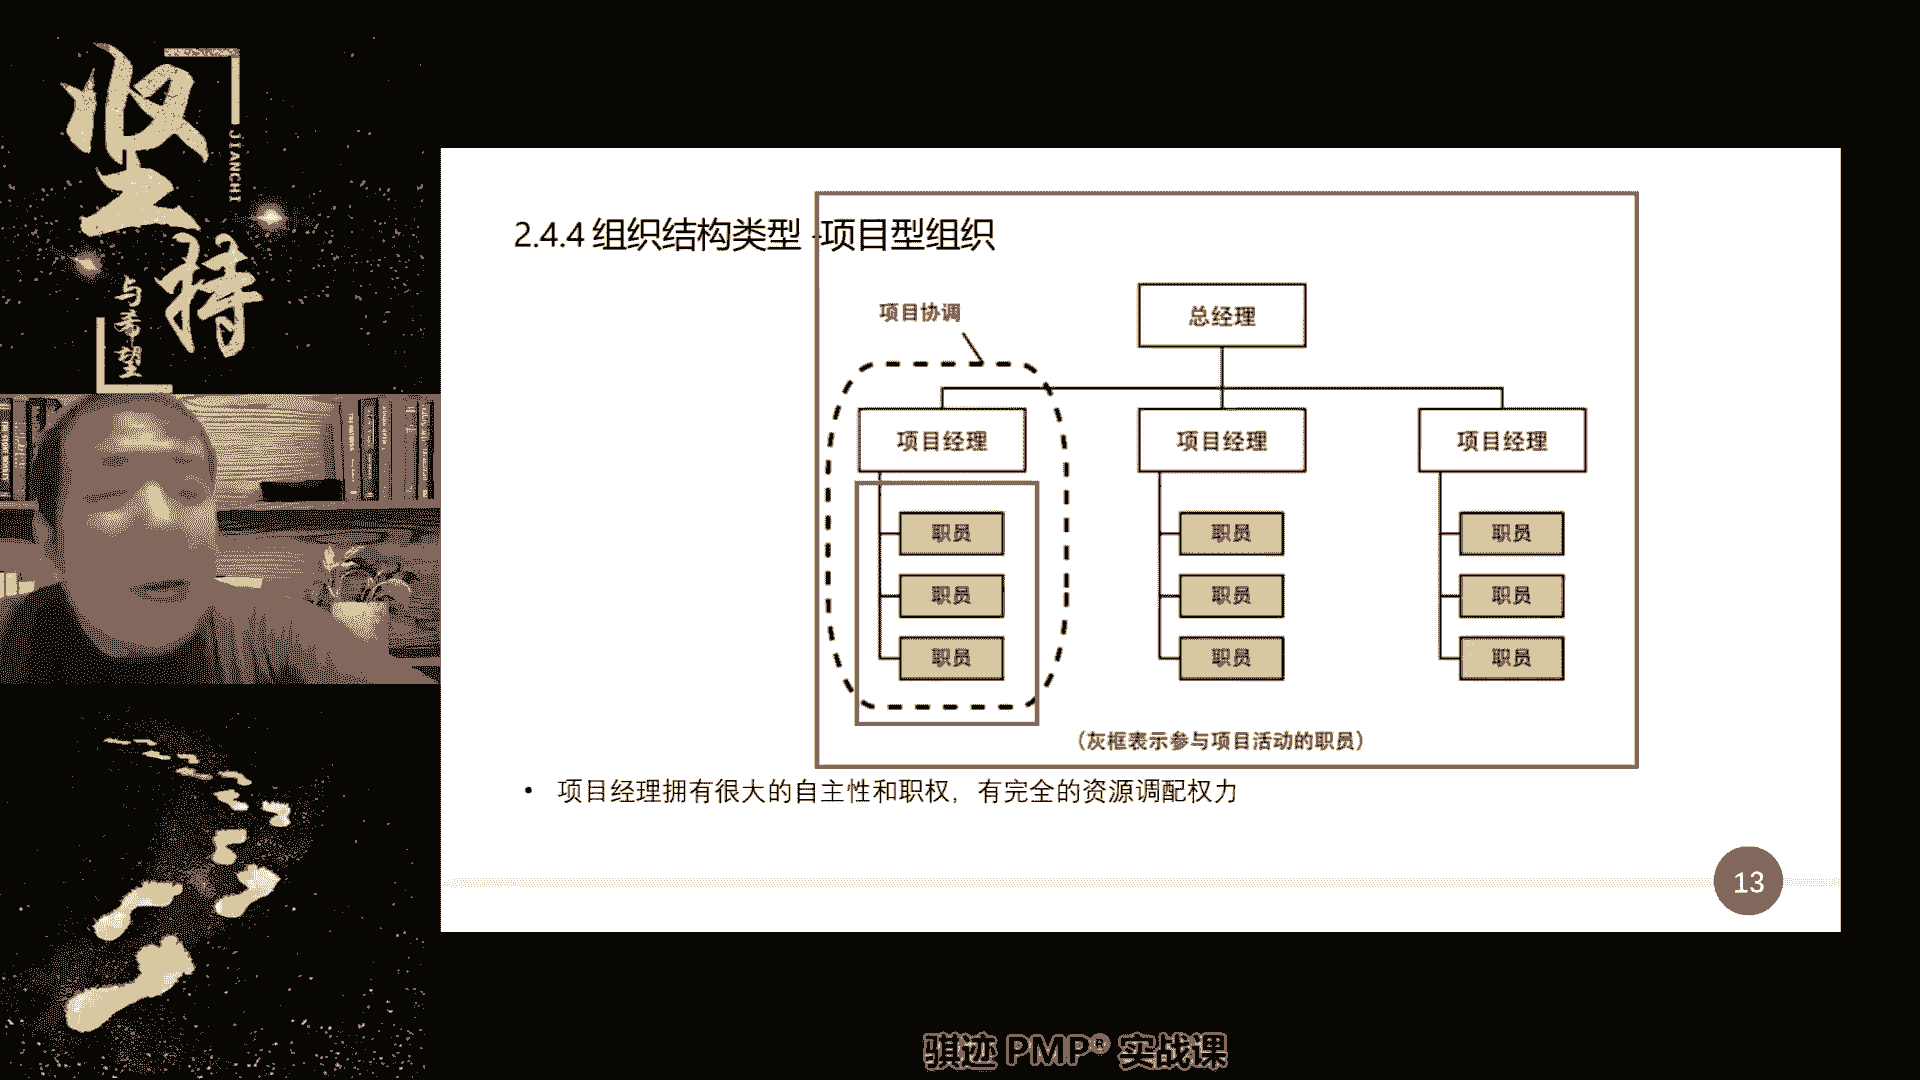 坚持
JIANCHI
与希望
2.4.4 组织结构类型 -项目型组织
项目协调
总经理
项目经理
项目经理
项目经理
职员
职员
职员
职员
职员
职员
职员
职员
职员
（灰框表示参与项目活动的职员）
• 项目经理拥有很大的自主性和职权，有完全的资源调配权力
13
骐迹 PMP® 实战课